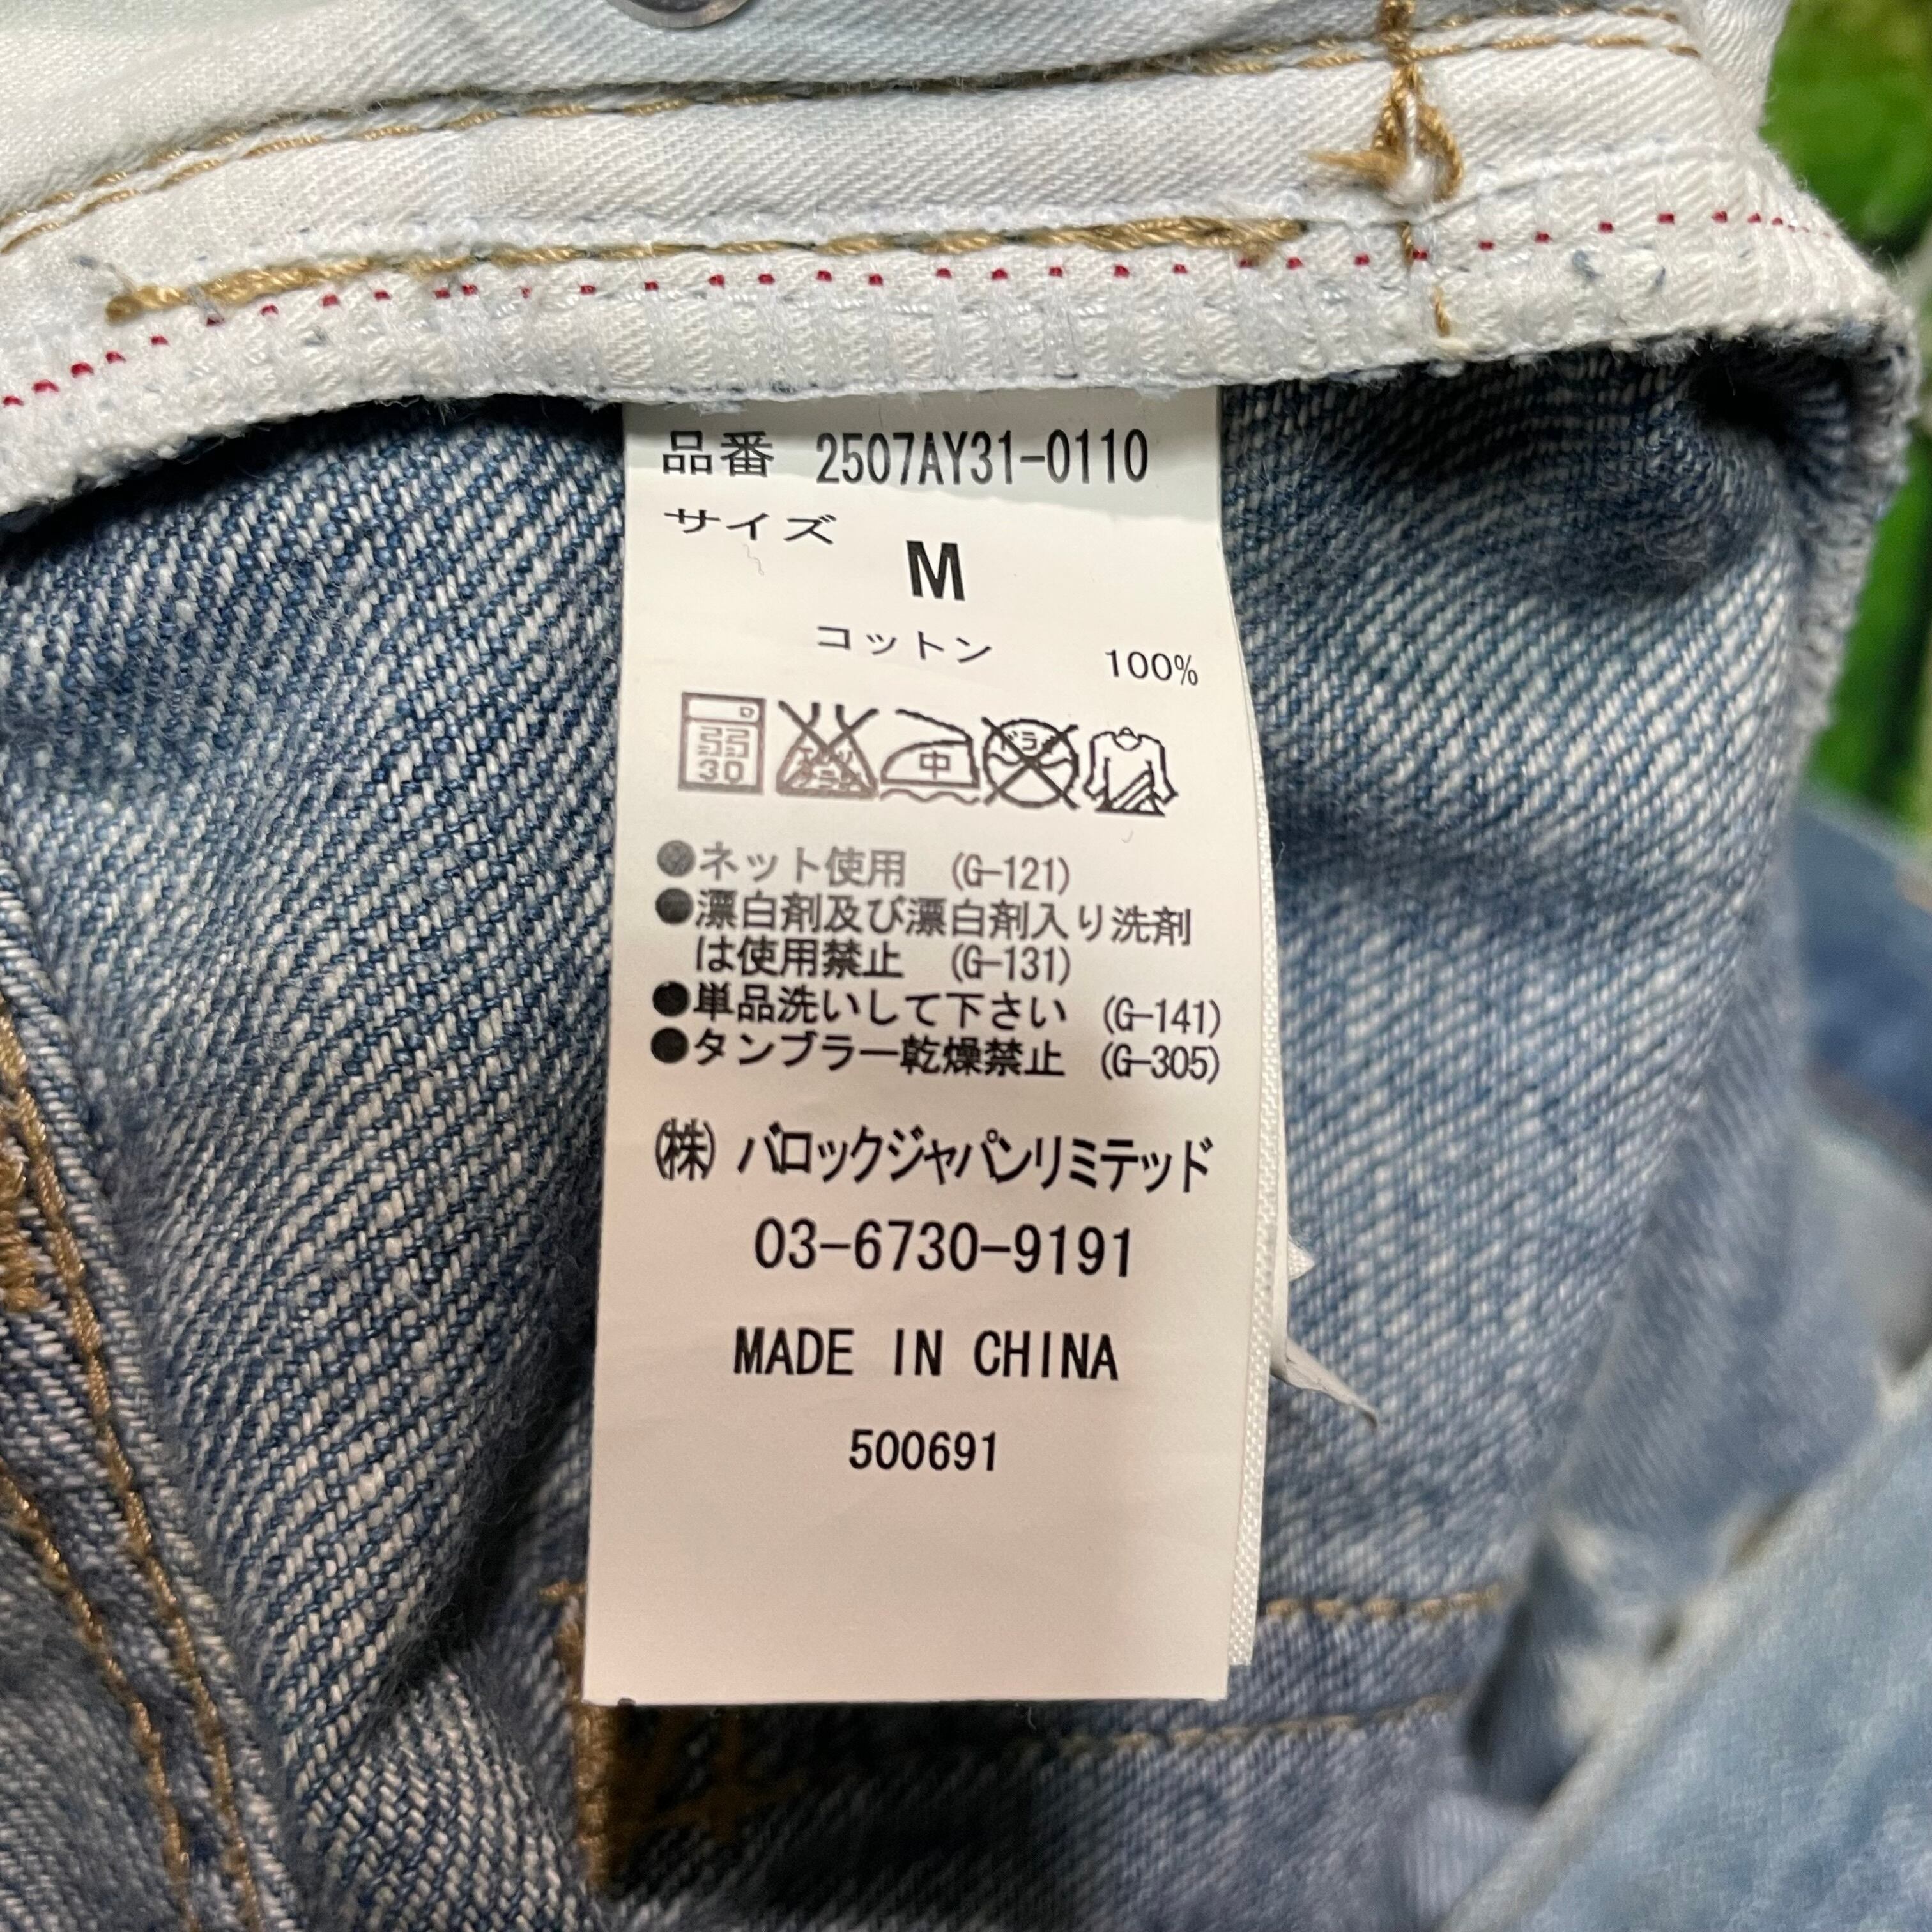 品番 2507AY31-0110
サイズ
M
コットン 100%
弱 30 中
●ネット使用 (G-121)
●漂白剤及び漂白剤入り洗剤
は使用禁止 (G-131)
●単品洗いして下さい (G-141)
●タンブラー乾燥禁止 (G-305)
(株) バロックジャパンリミテッド
03-6730-9191
MADE IN CHINA
500691